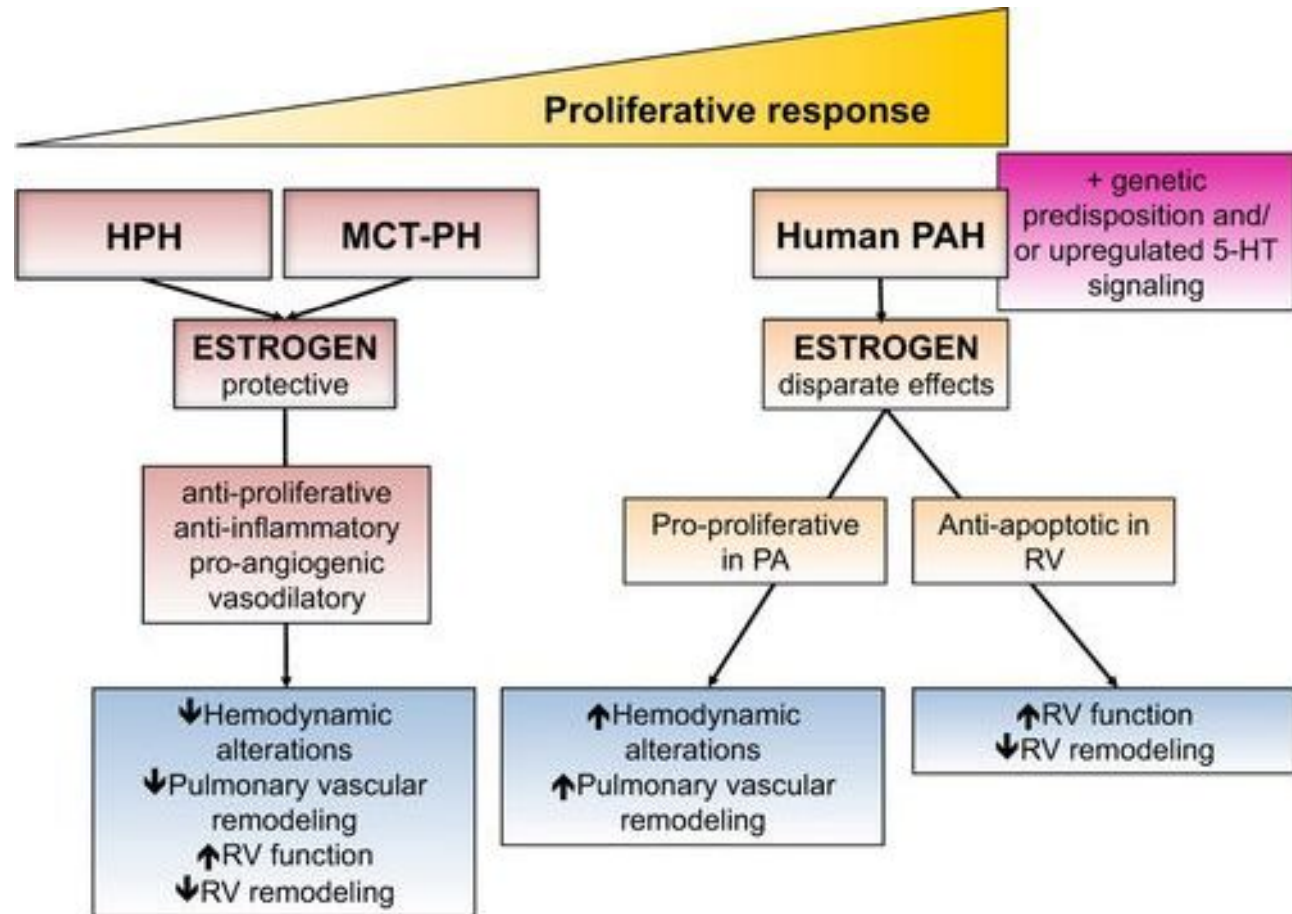 Proliferative response
HPH
MCT-PH
Human PAH
+ genetic
predisposition and/
or upregulated 5-HT
signaling
ESTROGEN
protective
ESTROGEN
disparate effects
anti-proliferative
anti-inflammatory
pro-angiogenic
vasodilatory
Pro-proliferative
in PA
Anti-apoptotic in
RV
↓Hemodynamic
alterations
↓Pulmonary vascular
remodeling
↑RV function
↓RV remodeling
↑Hemodynamic
alterations
↑Pulmonary vascular
remodeling
↑RV function
↓RV remodeling